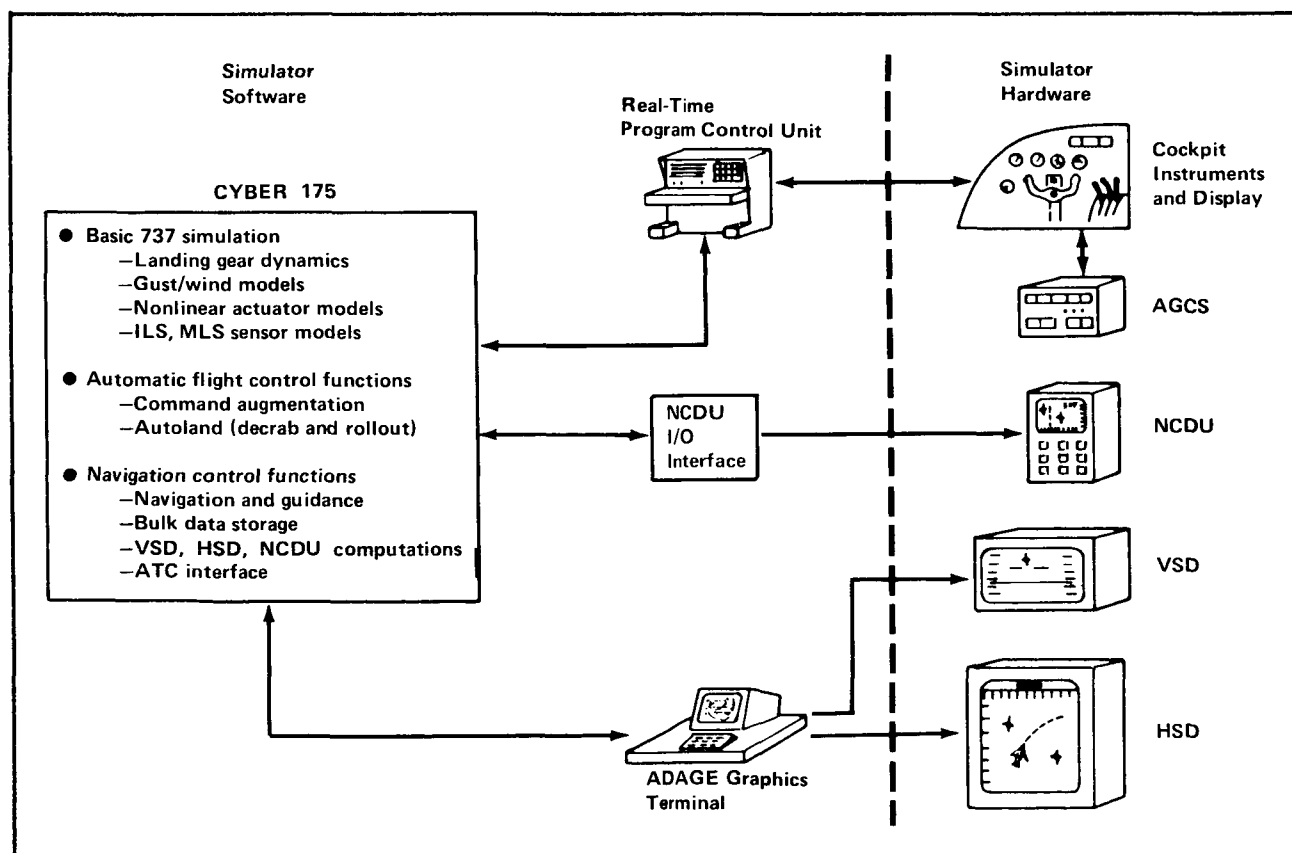 Simulator
Software
Simulator
Hardware
Real-Time
Program Control Unit
Cockpit
Instruments
and Display
CYBER 175
● Basic 737 simulation
—Landing gear dynamics
—Gust/wind models
—Nonlinear actuator models
—ILS, MLS sensor models
● Automatic flight control functions
—Command augmentation
—Autoland (decrab and rollout)
● Navigation control functions
—Navigation and guidance
—Bulk data storage
—VSD, HSD, NCDU computations
—ATC interface
AGCS
NCDU
I/O
Interface
NCDU
VSD
HSD
ADAGE Graphics
Terminal